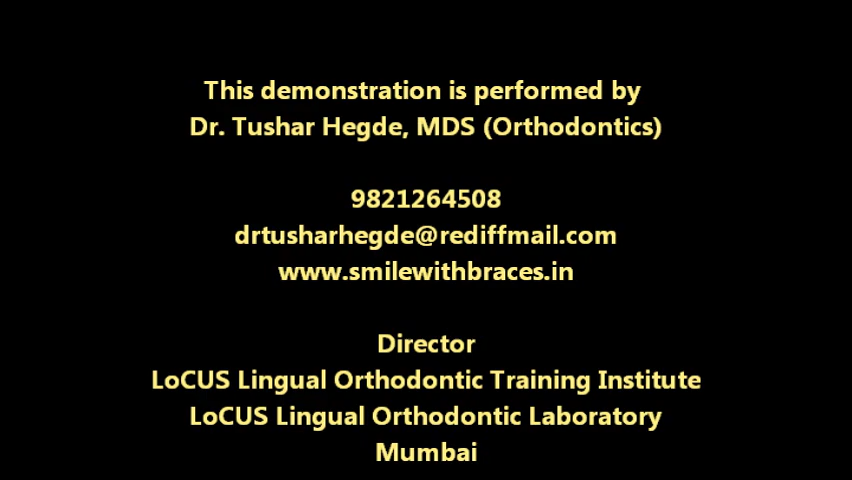 This demonstration is performed by
Dr. Tushar Hegde, MDS (Orthodontics)
9821264508
drtusharhegde@rediffmail.com
www.smilewithbraces.in
Director
LoCUS Lingual Orthodontic Training Institute
LoCUS Lingual Orthodontic Laboratory
Mumbai